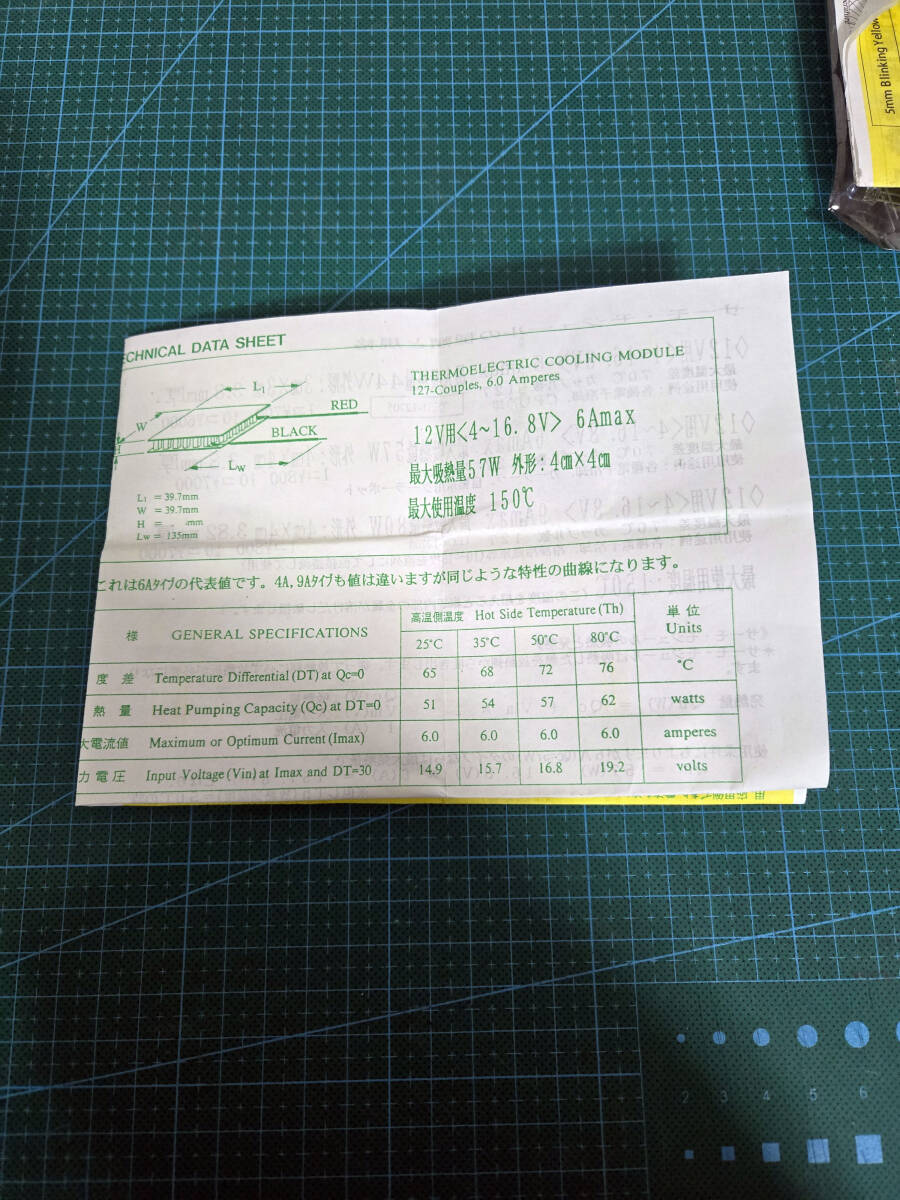 5mm Blinking Yellow
CHNICAL DATA SHEET
THERMOELECTRIC COOLING MODULE
127-Couples, 6.0 Amperes
12V用<4~16.8V> 6Amax
最大吸熱量57W 外形:4㎝×4㎝
最大使用温度 150℃
L1
W
H
RED
BLACK
LW
L1 = 39.7mm
W = 39.7mm
H = mm
LW = 135mm
これは6Aタイプの代表値です。4A,9Aタイプも値は違いますが同じような特性の曲線になります。
様 GENERAL SPECIFICATIONS 高温側温度 Hot Side Temperature (Th) 単位 Units
25°C 35°C 50°C 80°C
度差 Temperature Differential (DT) at Qc=0 65 68 72 76 °C
熱量 Heat Pumping Capacity (Qc) at DT=0 51 54 57 62 watts
大電流値 Maximum or Optimum Current (Imax) 6.0 6.0 6.0 6.0 amperes
力電圧 Input Voltage (Vin) at Imax and DT=30 14.9 15.7 16.8 19.2 volts
2 3 4 5 6